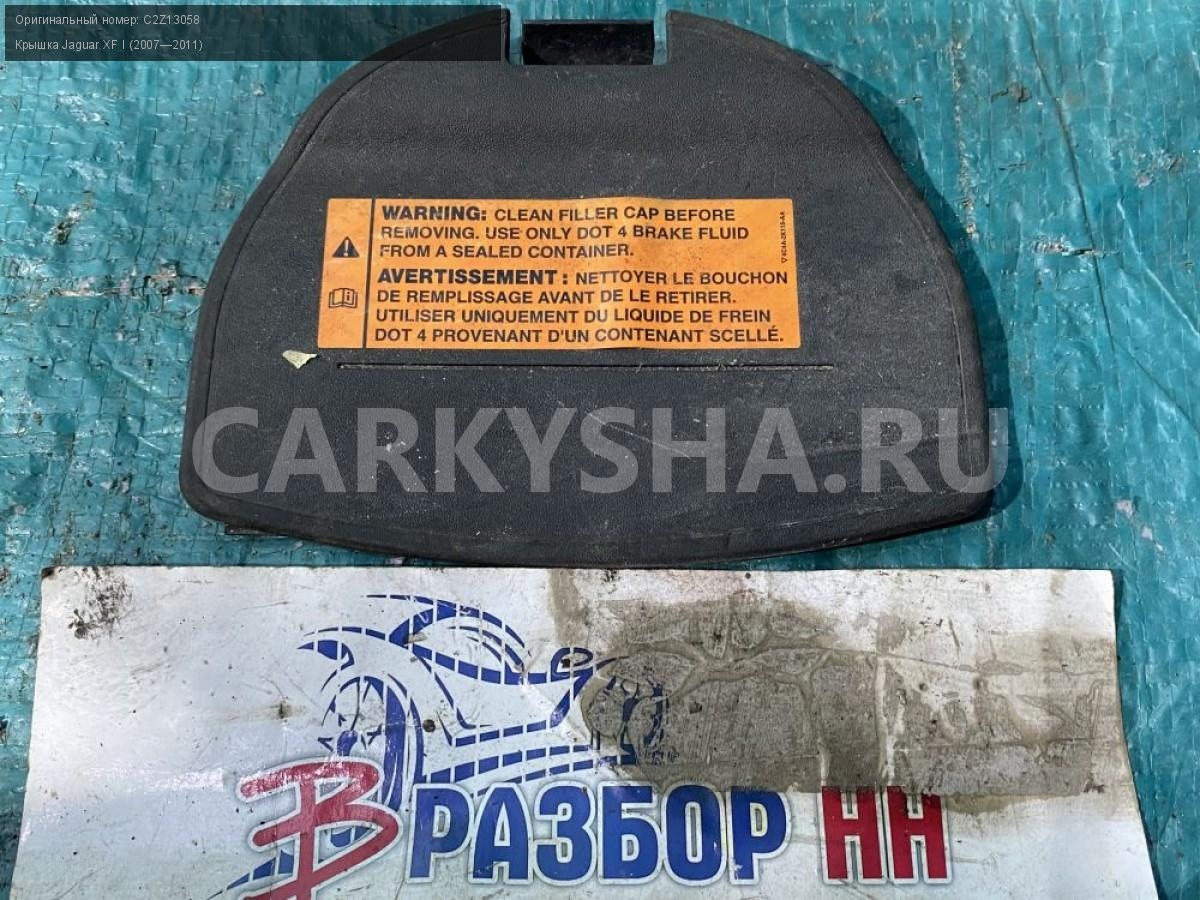 Оригинальный номер: C2Z13058
Крышка Jaguar XF I (2007—2011)
WARNING: CLEAN FILLER CAP BEFORE
REMOVING. USE ONLY DOT 4 BRAKE FLUID
FROM A SEALED CONTAINER.
AVERTISSEMENT : NETTOYER LE BOUCHON
DE REMPLISSAGE AVANT DE LE RETIRER.
UTILISER UNIQUEMENT DU LIQUIDE DE FREIN
DOT 4 PROVENANT D'UN CONTENANT SCELLÉ.
CARKYSHA.RU
В РАЗБОР НН